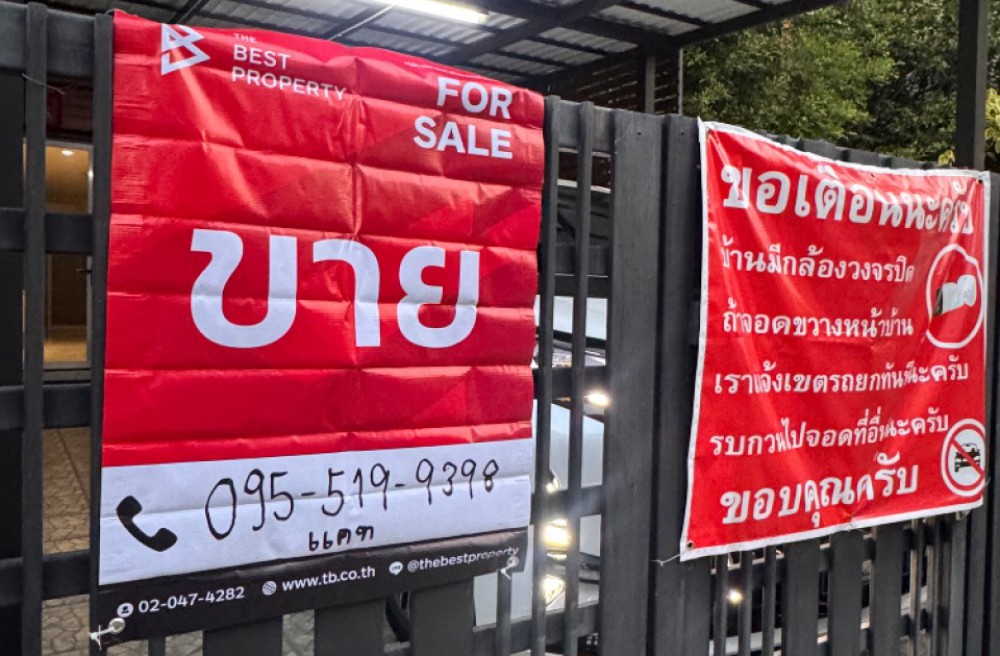 THE
BEST
PROPERTY
FOR
SALE
ขาย
095-519-9398
แคท
02-047-4282 www.tb.co.th @thebestproperty
ขอเตือนนะครับ
บ้านมีกล้องวงจรปิด
ถ้าจอดขวางหน้าบ้าน
เราแจ้งเขตรถยกทันทีนะครับ
รบกวนไปจอดที่อื่นนะครับ
ขอบคุณครับ